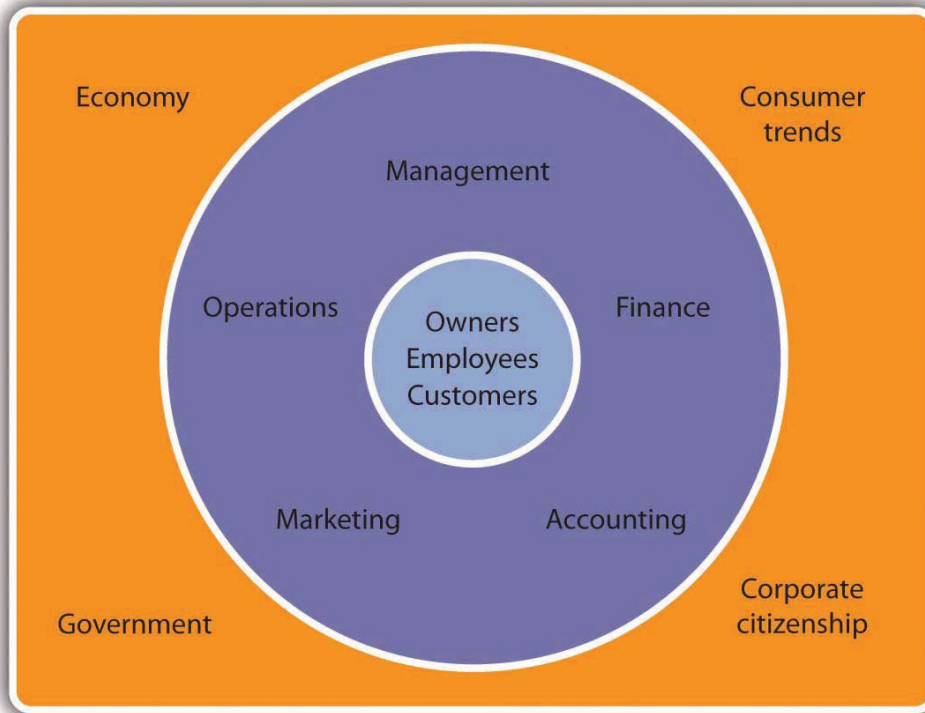 Economy
Consumer
trends
Management
Operations
Finance
Owners
Employees
Customers
Marketing
Accounting
Government
Corporate
citizenship